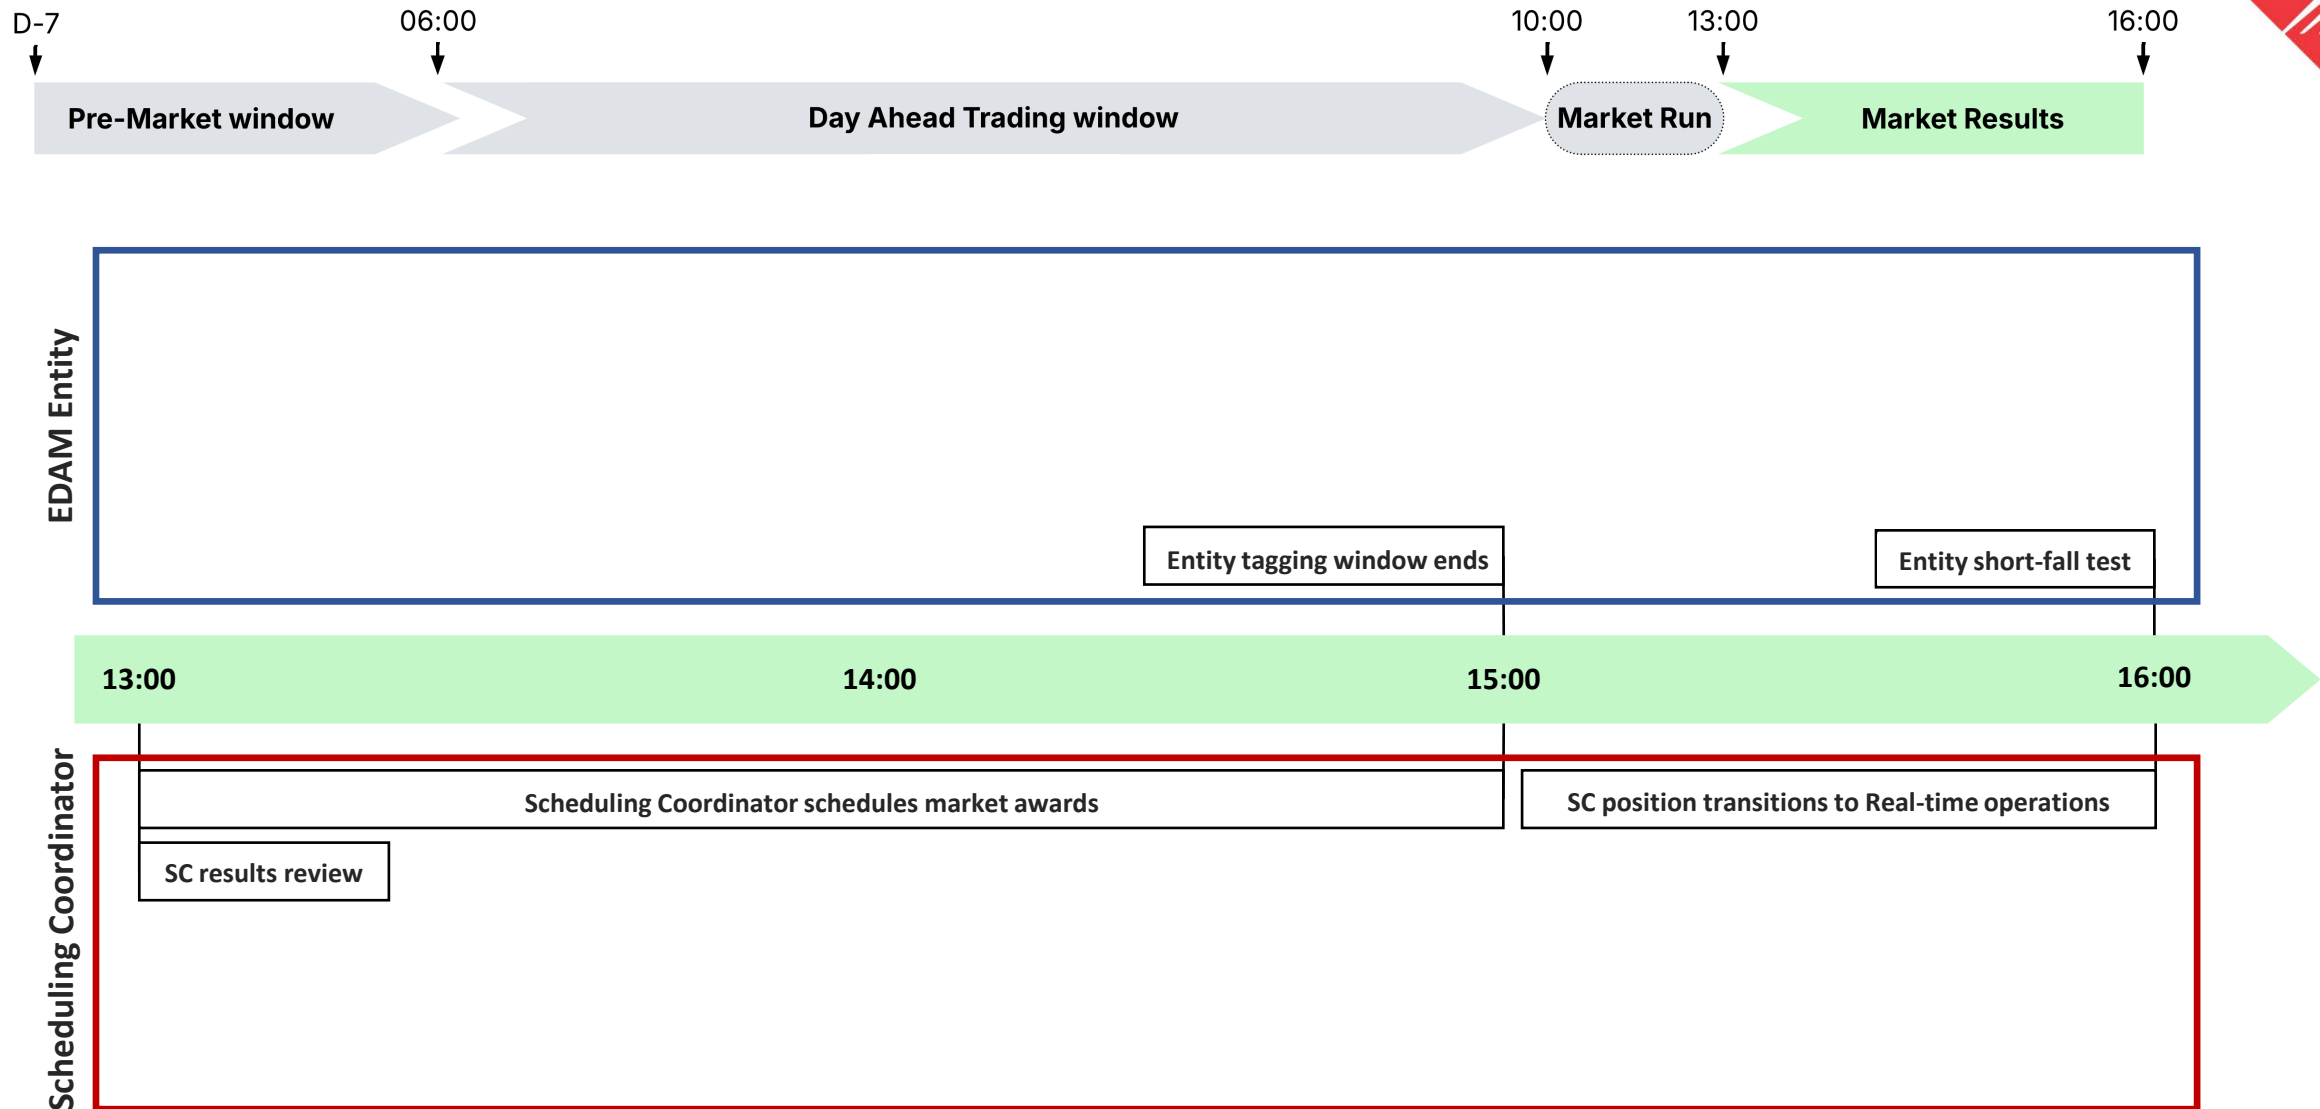 D-7
06:00
10:00
13:00
16:00
Pre-Market window
Day Ahead Trading window
Market Run
Market Results
EDAM Entity
Entity tagging window ends
Entity short-fall test
13:00
14:00
15:00
16:00
Scheduling Coordinator
Scheduling Coordinator schedules market awards
SC position transitions to Real-time operations
SC results review